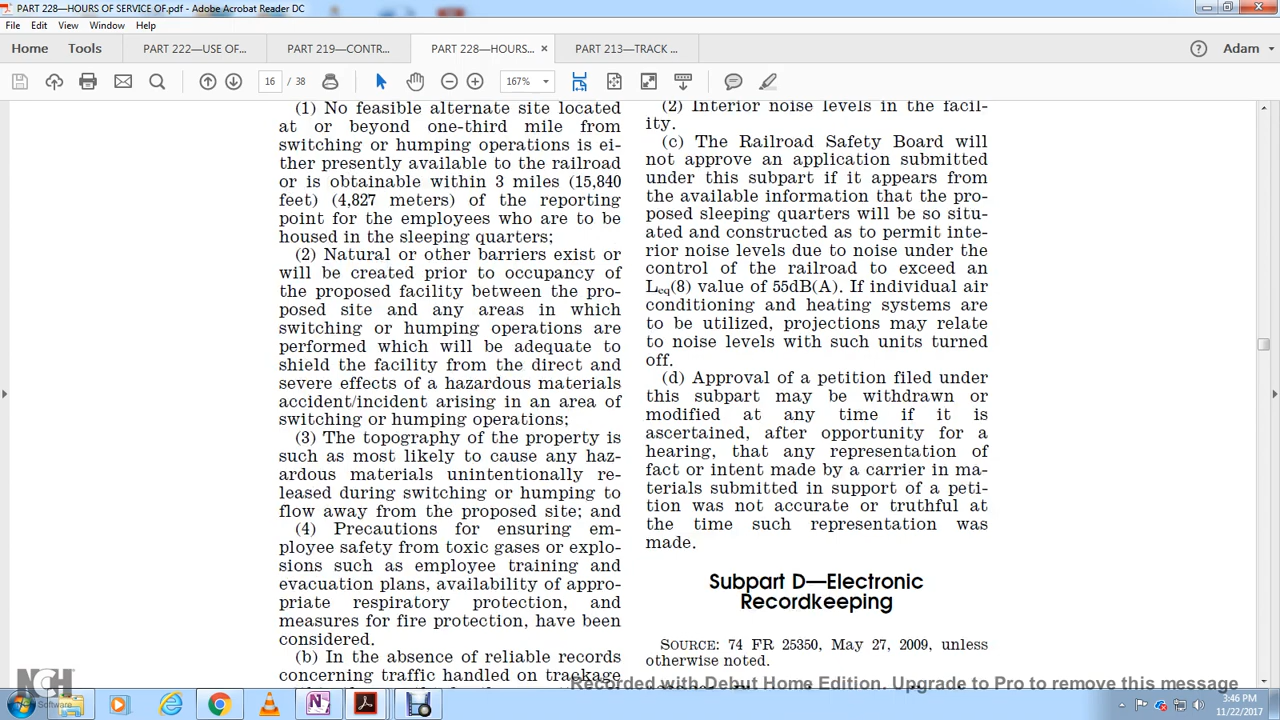 PART 228—HOURS OF SERVICE OF.pdf - Adobe Acrobat Reader DC
File Edit View Window Help
Home Tools PART 222—USE OF... PART 219—CONTR... PART 228—HOURS... × PART 213—TRACK ... Adam
16 / 38 167%
(1) No feasible alternate site located
at or beyond one-third mile from
switching or humping operations is ei-
ther presently available to the railroad
or is obtainable within 3 miles (15,840
feet) (4,827 meters) of the reporting
point for the employees who are to be
housed in the sleeping quarters;
(2) Natural or other barriers exist or
will be created prior to occupancy of
the proposed facility between the pro-
posed site and any areas in which
switching or humping operations are
performed which will be adequate to
shield the facility from the direct and
severe effects of a hazardous materials
accident/incident arising in an area of
switching or humping operations;
(3) The topography of the property is
such as most likely to cause any haz-
ardous materials unintentionally re-
leased during switching or humping to
flow away from the proposed site; and
(4) Precautions for ensuring em-
ployee safety from toxic gases or explo-
sions such as employee training and
evacuation plans, availability of appro-
priate respiratory protection, and
measures for fire protection, have been
considered.
(b) In the absence of reliable records
concerning traffic handled on trackage
(2) Interior noise levels in the facil-
ity.
(c) The Railroad Safety Board will
not approve an application submitted
under this subpart if it appears from
the available information that the pro-
posed sleeping quarters will be so situ-
ated and constructed as to permit inte-
rior noise levels due to noise under the
control of the railroad to exceed an
Leq(8) value of 55dB(A). If individual air
conditioning and heating systems are
to be utilized, projections may relate
to noise levels with such units turned
off.
(d) Approval of a petition filed under
this subpart may be withdrawn or
modified at any time if it is
ascertained, after opportunity for a
hearing, that any representation of
fact or intent made by a carrier in ma-
terials submitted in support of a peti-
tion was not accurate or truthful at
the time such representation was
made.
Subpart D—Electronic
Recordkeeping
SOURCE: 74 FR 25350, May 27, 2009, unless
otherwise noted.
Recorded with Debut Home Edition. Upgrade to Pro to remove this message
NCH Software
3:46 PM
11/22/2017